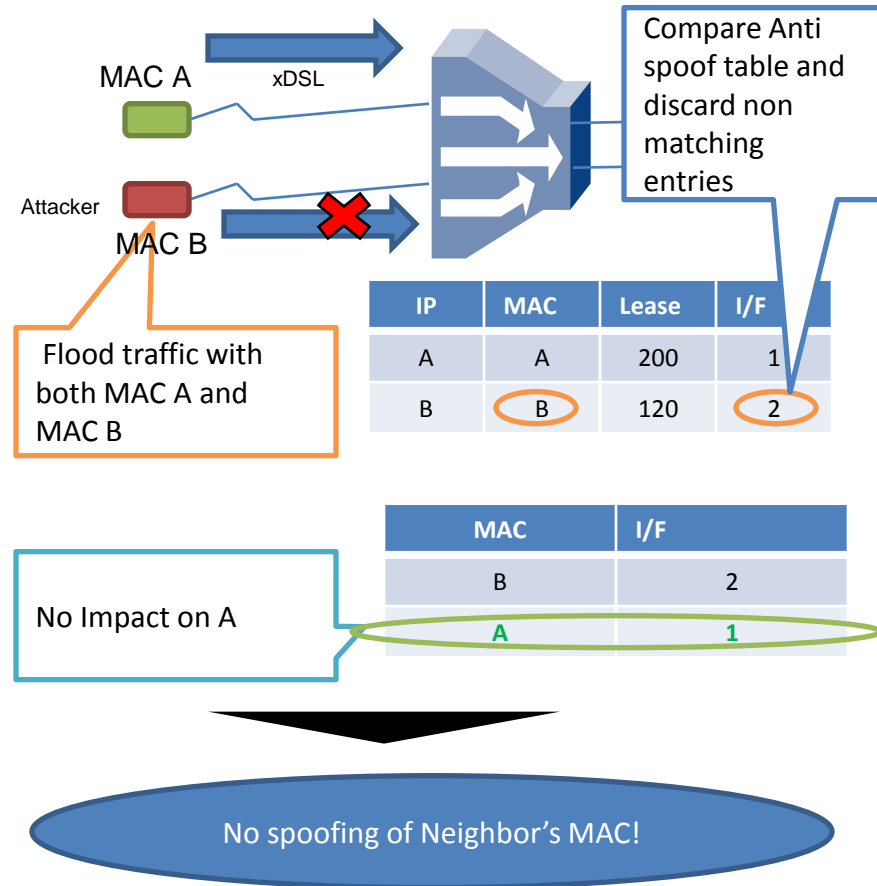 Compare Anti
spoof table and
discard non
matching
entries
xDSL
MAC A
Attacker
MAC B
Flood traffic with
both MAC A and
MAC B
IP MAC Lease I/F
A A 200 1
B B 120 2
MAC I/F
B 2
A 1
No Impact on A
No spoofing of Neighbor’s MAC!